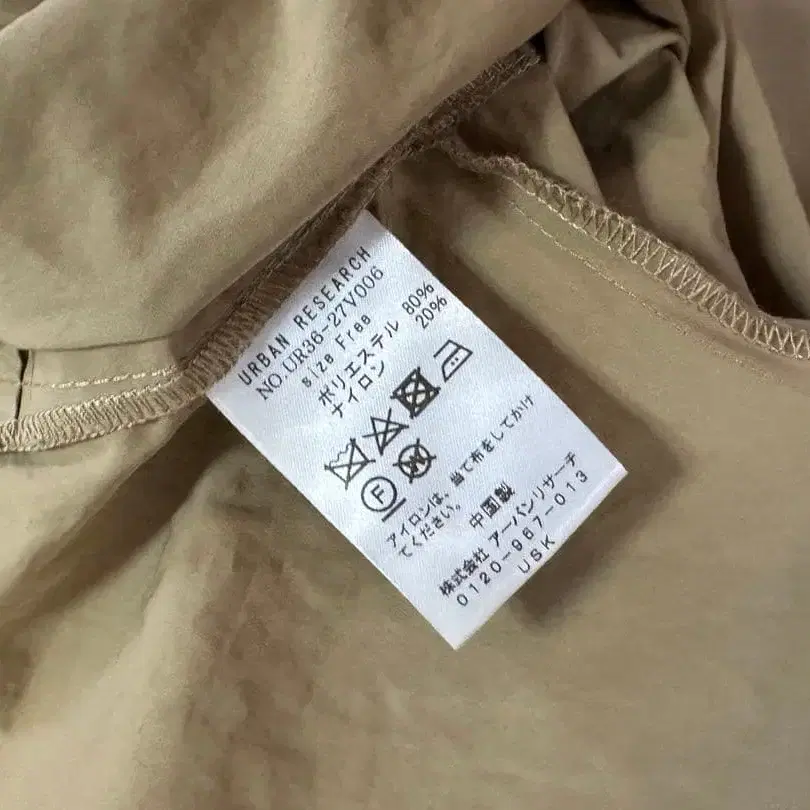 URBAN RESEARCH
NO.UR36-27V006
size Free
ポリエステル 80%
ナイロン 20%
F W
アイロンは、当て布をしてかけ
てください。
中国製
株式会社 アーバンリサーチ
0120-967-013
USK